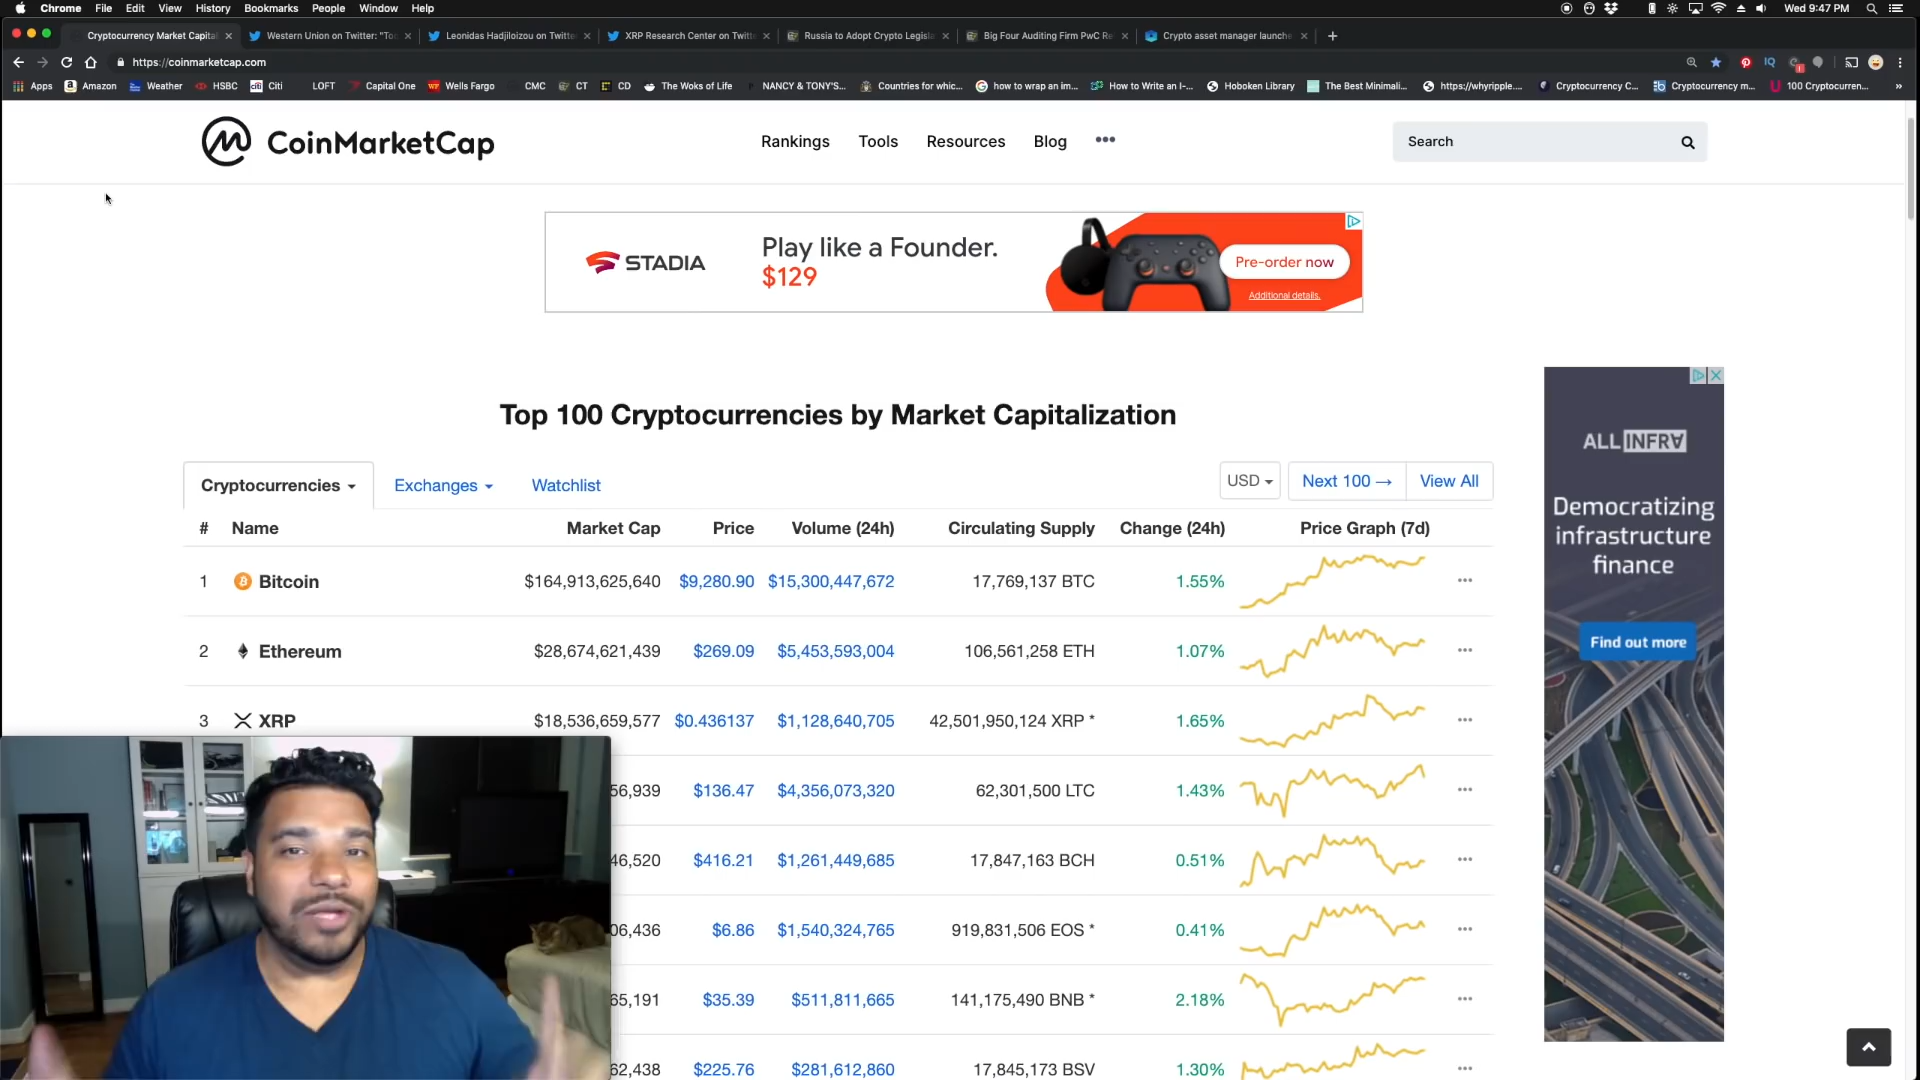 Chrome File Edit View History Bookmarks People Window Help Wed 9:47 PM
Cryptocurrency Market Capital Western Union on Twitter: "To Leonidas Hadjiloizou on Twitte XRP Research Center on Twitt Russia to Adopt Crypto Legisla Big Four Auditing Firm PwC Re Crypto asset manager launche
https://coinmarketcap.com
Apps Amazon Weather HSBC Citi LOFT Capital One Wells Fargo CMC CT CD The Woks of Life NANCY & TONY'S... Countries for whic... how to wrap an im... How to Write an I-... Hoboken Library The Best Minimali... https://whyripple.... Cryptocurrency C... Cryptocurrency m... 100 Cryptocurren... »
CoinMarketCap Rankings Tools Resources Blog ••• Search
STADIA Play like a Founder. $129 Pre-order now
Additional details.
Top 100 Cryptocurrencies by Market Capitalization
Cryptocurrencies Exchanges Watchlist USD Next 100 → View All
# Name Market Cap Price Volume (24h) Circulating Supply Change (24h) Price Graph (7d)
1 Bitcoin $164,913,625,640 $9,280.90 $15,300,447,672 17,769,137 BTC 1.55%
2 Ethereum $28,674,621,439 $269.09 $5,453,593,004 106,561,258 ETH 1.07%
3 XRP $18,536,659,577 $0.436137 $1,128,640,705 42,501,950,124 XRP * 1.65%
56,939 $136.47 $4,356,073,320 62,301,500 LTC 1.43%
46,520 $416.21 $1,261,449,685 17,847,163 BCH 0.51%
06,436 $6.86 $1,540,324,765 919,831,506 EOS * 0.41%
65,191 $35.39 $511,811,665 141,175,490 BNB * 2.18%
62,438 $225.76 $281,612,860 17,845,173 BSV 1.30%
ALLINFRA
Democratizing
infrastructure
finance
Find out more